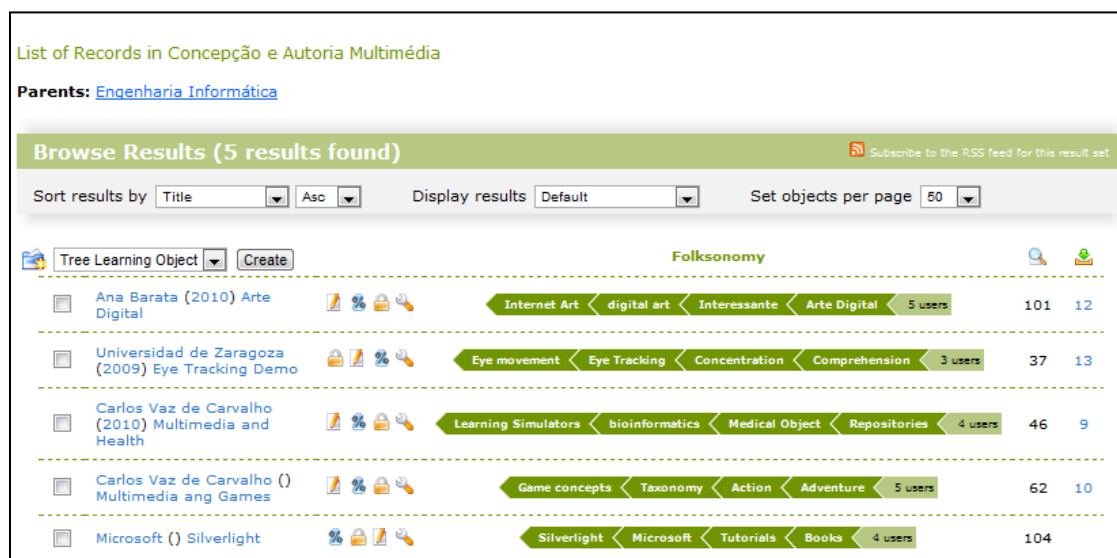 List of Records in Concepção e Autoria Multimédia
Parents: Engenharia Informática
Browse Results (5 results found) Subscribe to the RSS feed for this result set
Sort results by Title Asc Display results Default Set objects per page 50
Tree Learning Object Create Folksonomy
Ana Barata (2010) Arte
Digital
Internet Art digital art Interessante Arte Digital 5 users 101 12
Universidad de Zaragoza
(2009) Eye Tracking Demo
Eye movement Eye Tracking Concentration Comprehension 3 users 37 13
Carlos Vaz de Carvalho
(2010) Multimedia and
Health
Learning Simulators bioinformatics Medical Object Repositories 4 users 46 9
Carlos Vaz de Carvalho ()
Multimedia ang Games
Game concepts Taxonomy Action Adventure 5 users 62 10
Microsoft () Silverlight Silverlight Microsoft Tutorials Books 4 users 104